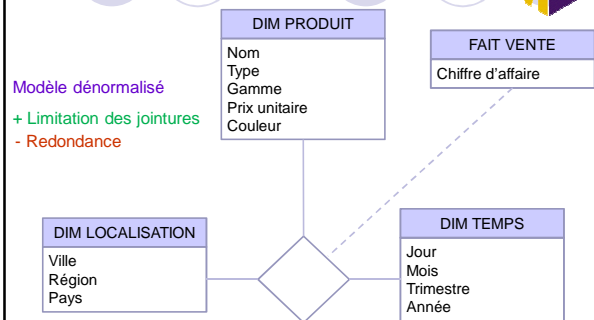 DIM PRODUIT
Nom
Type
Gamme
Prix unitaire
Couleur
FAIT VENTE
Chiffre d'affaire
Modèle dénormalisé
+ Limitation des jointures
- Redondance
DIM LOCALISATION
Ville
Région
Pays
DIM TEMPS
Jour
Mois
Trimestre
Année